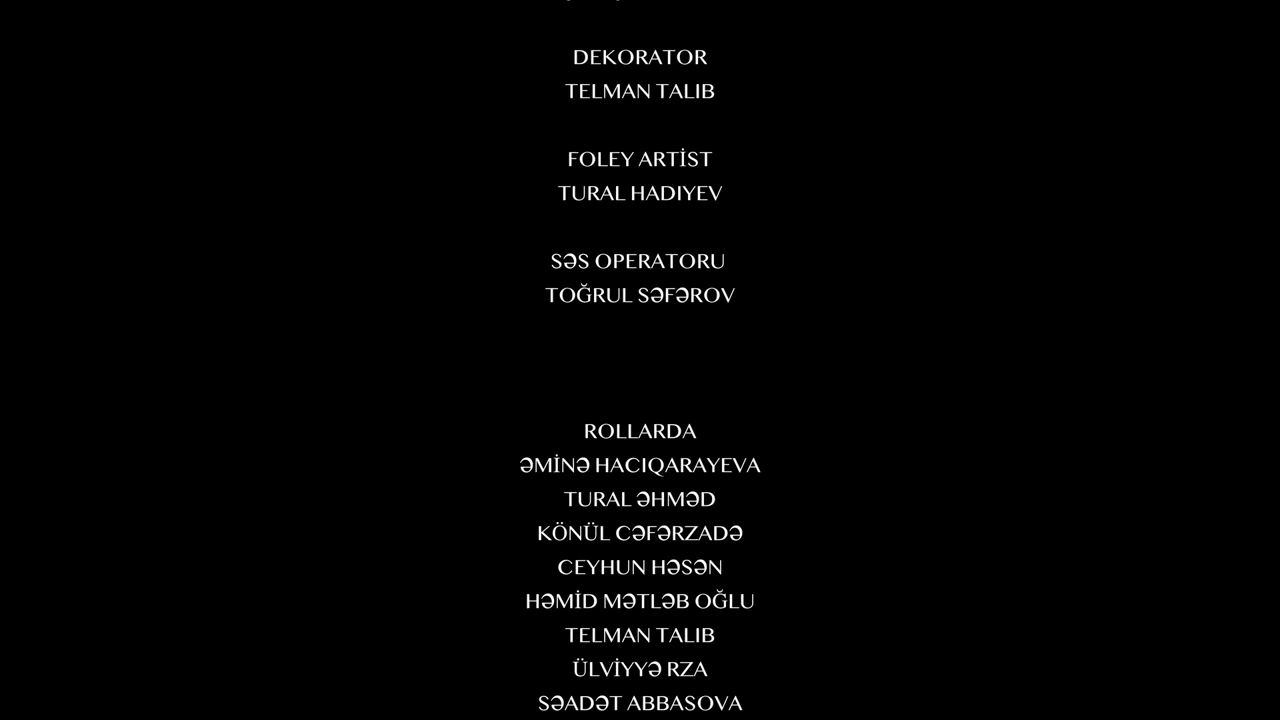 DEKORATOR
TELMAN TALIB
FOLEY ARTİST
TURAL HADIYEV
SƏS OPERATORU
TOĞRUL SƏFƏROV
ROLLARDA
ƏMİNƏ HACIQARAYEVA
TURAL ƏHMƏD
KÖNÜL CƏFƏRZADƏ
CEYHUN HƏSƏN
HƏMİD MƏTLƏB OĞLU
TELMAN TALIB
ÜLVİYYƏ RZA
SƏADƏT ABBASOVA